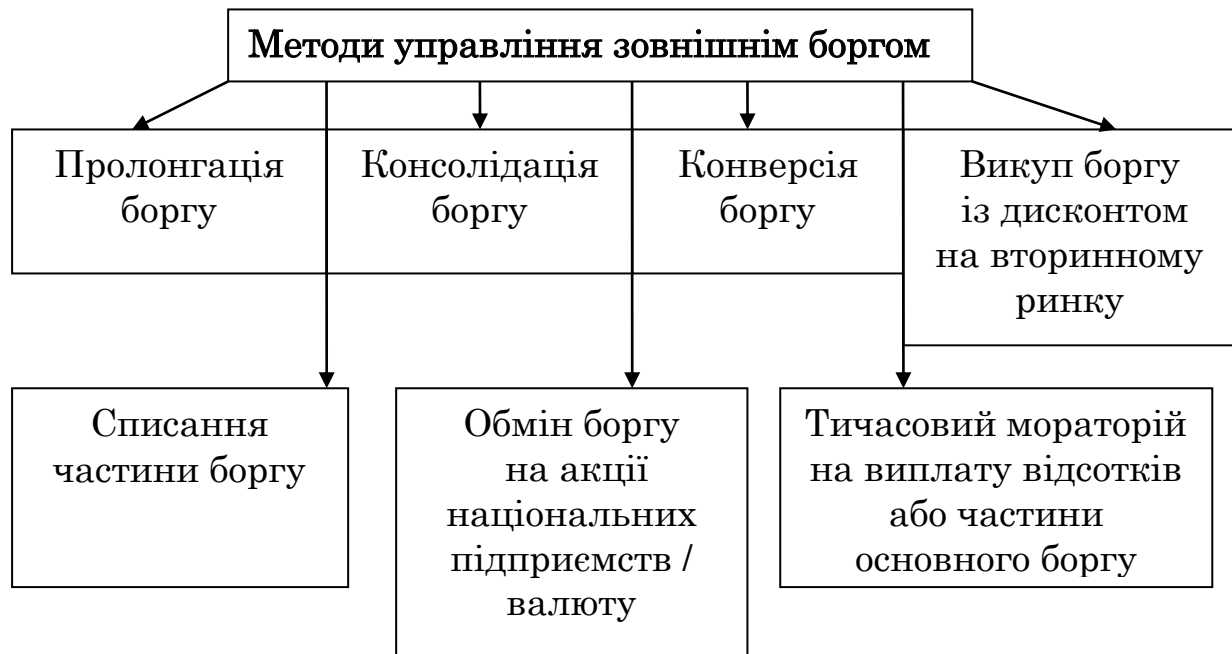 Методи управління зовнішнім боргом
Пролонгація
боргу
Консолідація
боргу
Конверсія
боргу
Викуп боргу
із дисконтом
на вторинному
ринку
Списання
частини боргу
Обмін боргу
на акції
національних
підприємств /
валюту
Тичасовий мораторій
на виплату відсотків
або частини
основного боргу